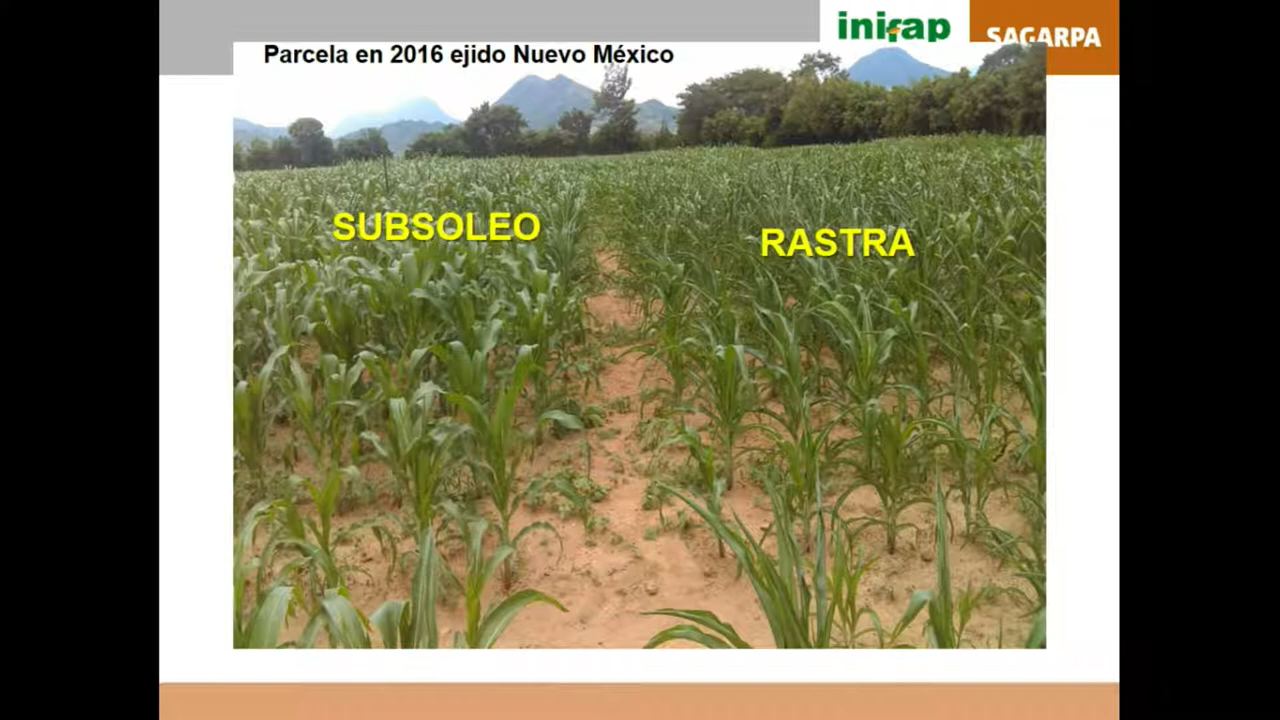 inifap
SAGARPA
Parcela en 2016 ejido Nuevo México
SUBSOLEO
RASTRA